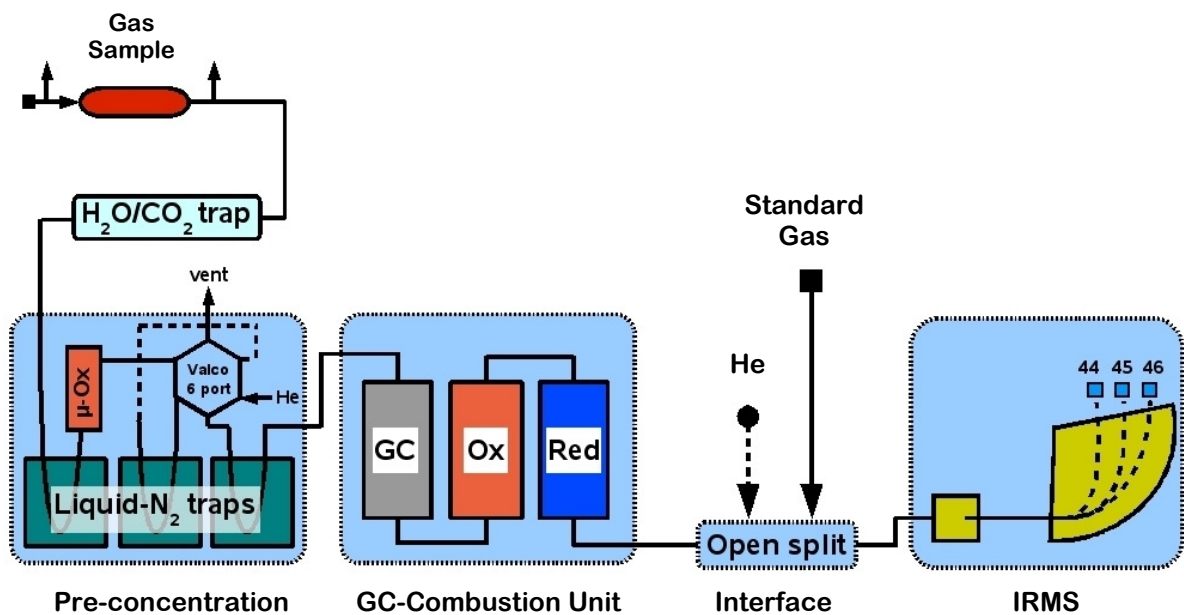 Gas
Sample
H₂O/CO₂ trap
Standard
Gas
vent
Valco
6 port
He
µ-Ox
Liquid-N₂ traps
GC
Ox
Red
He
Open split
44 45 46
Pre-concentration
GC-Combustion Unit
Interface
IRMS